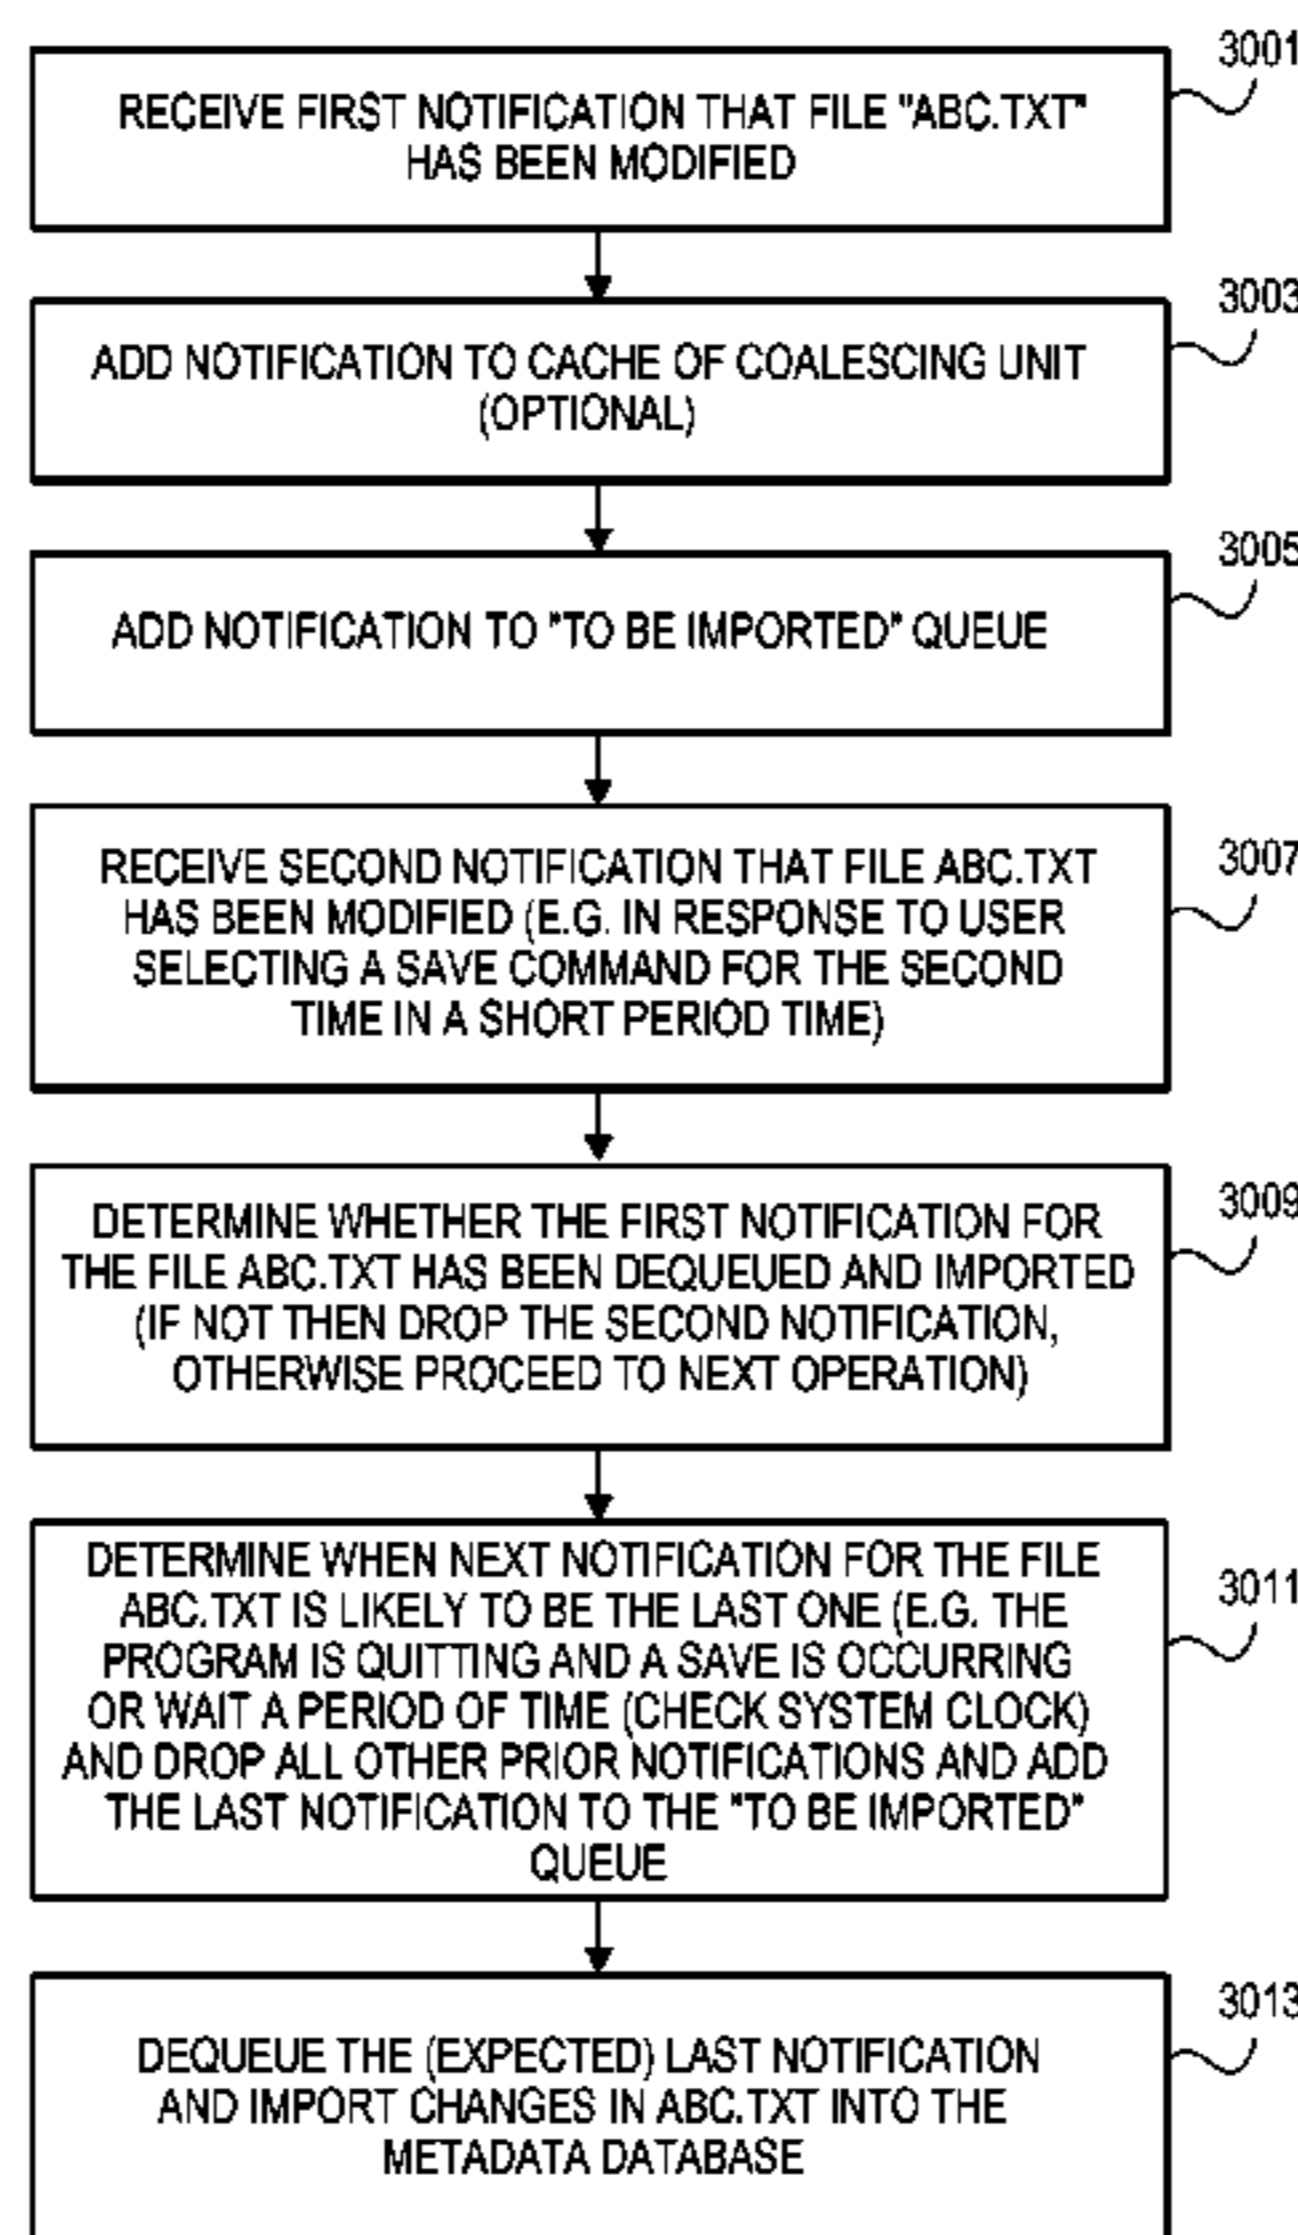 3001
RECEIVE FIRST NOTIFICATION THAT FILE "ABC.TXT"
HAS BEEN MODIFIED
3003
ADD NOTIFICATION TO CACHE OF COALESCING UNIT
(OPTIONAL)
3005
ADD NOTIFICATION TO "TO BE IMPORTED" QUEUE
3007
RECEIVE SECOND NOTIFICATION THAT FILE ABC.TXT
HAS BEEN MODIFIED (E.G. IN RESPONSE TO USER
SELECTING A SAVE COMMAND FOR THE SECOND
TIME IN A SHORT PERIOD TIME)
3009
DETERMINE WHETHER THE FIRST NOTIFICATION FOR
THE FILE ABC.TXT HAS BEEN DEQUEUED AND IMPORTED
(IF NOT THEN DROP THE SECOND NOTIFICATION,
OTHERWISE PROCEED TO NEXT OPERATION)
3011
DETERMINE WHEN NEXT NOTIFICATION FOR THE FILE
ABC.TXT IS LIKELY TO BE THE LAST ONE (E.G. THE
PROGRAM IS QUITTING AND A SAVE IS OCCURRING
OR WAIT A PERIOD OF TIME (CHECK SYSTEM CLOCK)
AND DROP ALL OTHER PRIOR NOTIFICATIONS AND ADD
THE LAST NOTIFICATION TO THE "TO BE IMPORTED"
QUEUE
3013
DEQUEUE THE (EXPECTED) LAST NOTIFICATION
AND IMPORT CHANGES IN ABC.TXT INTO THE
METADATA DATABASE